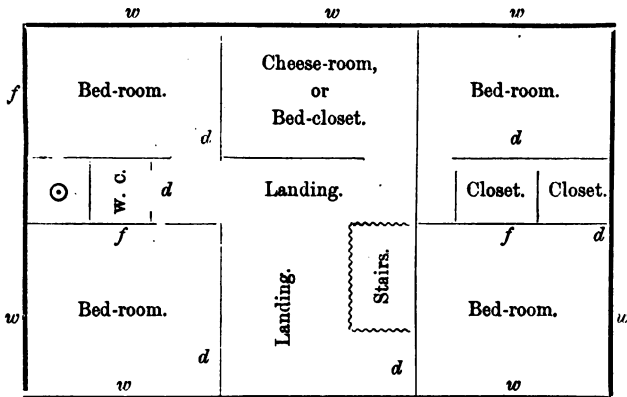 w w w
f Bed-room. Cheese-room, Bed-room.
or
Bed-closet.
d d
W. C. d Landing. Closet. Closet.
f f d
w Bed-room. Landing. Stairs. Bed-room. w
d d
w w